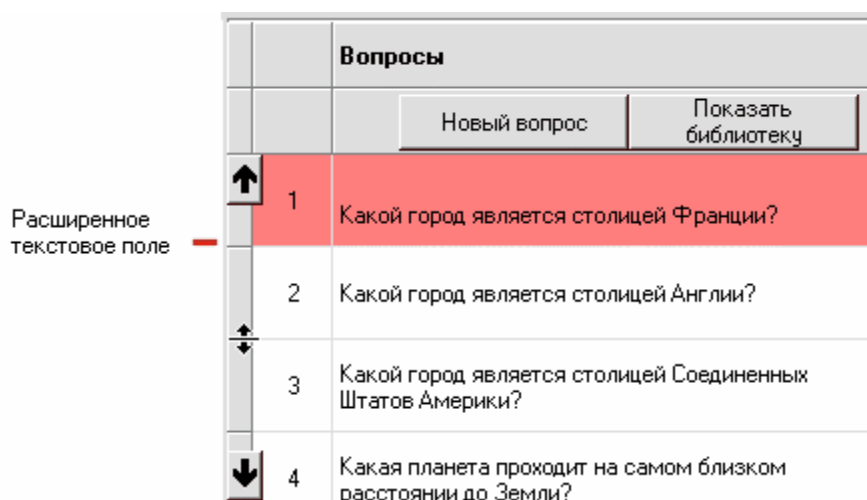 Вопросы
Новый вопрос
Показать
библиотеку
1
Какой город является столицей Франции?
Расширенное
текстовое поле
2
Какой город является столицей Англии?
3
Какой город является столицей Соединенных
Штатов Америки?
4
Какая планета проходит на самом близком
расстоянии до Земли?